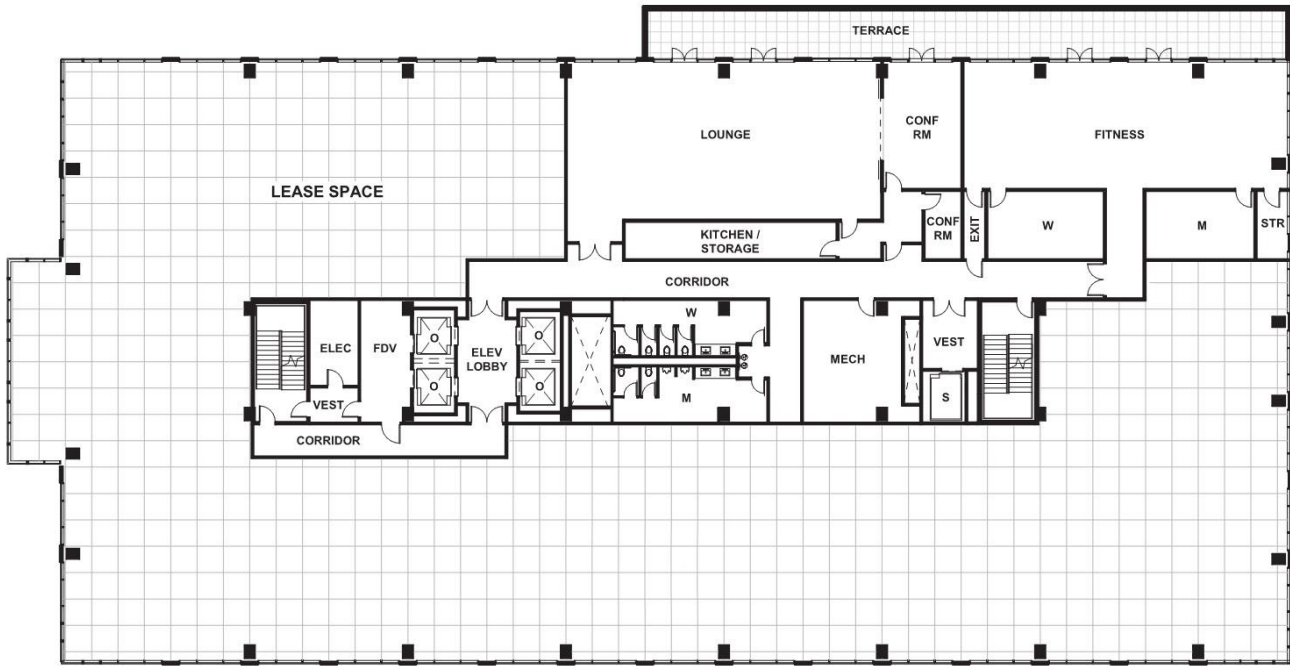 TERRACE
LOUNGE
CONF
RM
FITNESS
LEASE SPACE
KITCHEN /
STORAGE
CONF
RM
EXIT
W
M
STR
CORRIDOR
W
ELEC
FDV
O
O
ELEV
LOBBY
MECH
VEST
O
O
VEST
M
S
CORRIDOR